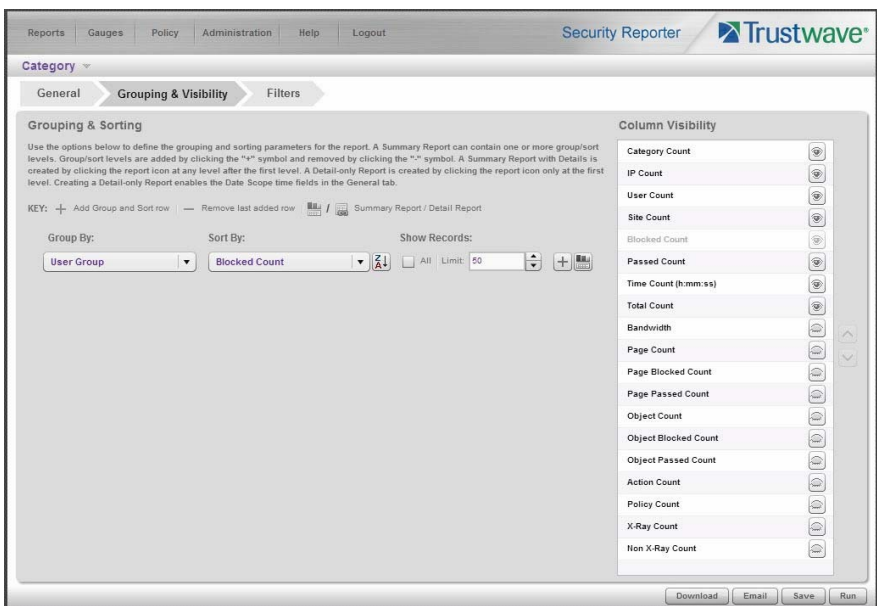 Reports Gauges Policy Administration Help Logout
Security Reporter
Trustwave®
Category
General Grouping & Visibility Filters
Grouping & Sorting
Use the options below to define the grouping and sorting parameters for the report. A Summary Report can contain one or more group/sort
levels. Group/sort levels are added by clicking the "+" symbol and removed by clicking the "-" symbol. A Summary Report with Details is
created by clicking the report icon at any level after the first level. A Detail-only Report is created by clicking the report icon only at the first
level. Creating a Detail-only Report enables the Date Scope time fields in the General tab.
KEY: + Add Group and Sort row — Remove last added row / Summary Report / Detail Report
Group By: Sort By: Show Records:
User Group Blocked Count Z A All Limit: 50 +
Column Visibility
Category Count
IP Count
User Count
Site Count
Blocked Count
Passed Count
Time Count (h:mm:ss)
Total Count
Bandwidth
Page Count
Page Blocked Count
Page Passed Count
Object Count
Object Blocked Count
Object Passed Count
Action Count
Policy Count
X-Ray Count
Non X-Ray Count
Download Email Save Run